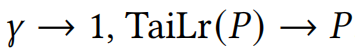 γ → 1, TaiLr(P) → P